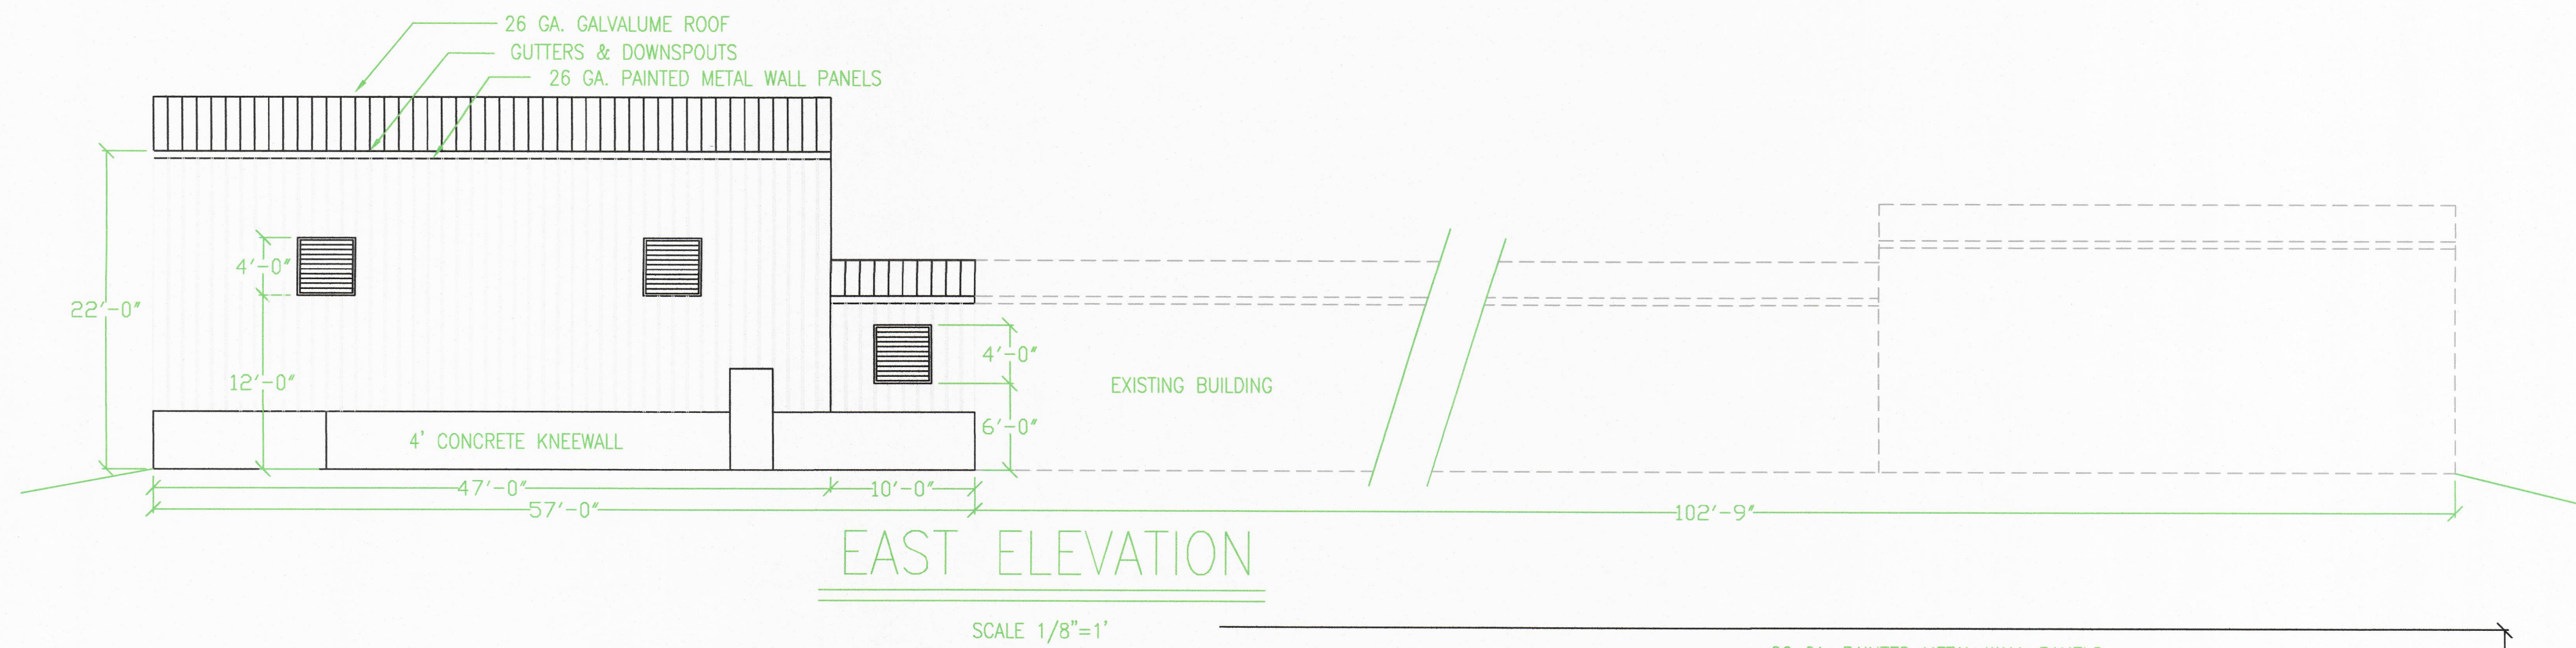 26 GA. GALVALUME ROOF
GUTTERS & DOWNSPOUTS
26 GA. PAINTED METAL WALL PANELS
4'-0"
22'-0"
12'-0"
4'-0"
EXISTING BUILDING
6'-0"
4' CONCRETE KNEEWALL
47'-0"
10'-0"
57'-0"
102'-9"
EAST ELEVATION
SCALE 1/8"=1'